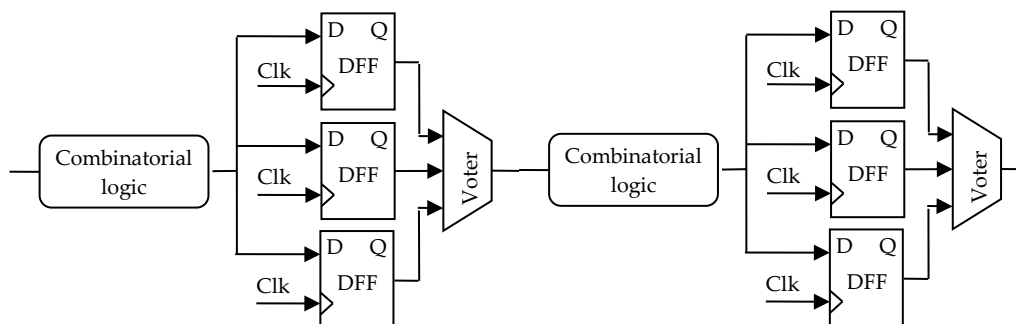 D Q
DFF
Clk
Combinatorial
logic
D
DFF
Clk
Voter
D Q
DFF
Clk
D Q
DFF
Clk
Combinatorial
logic
D
DFF
Clk
Voter
D Q
DFF
Clk